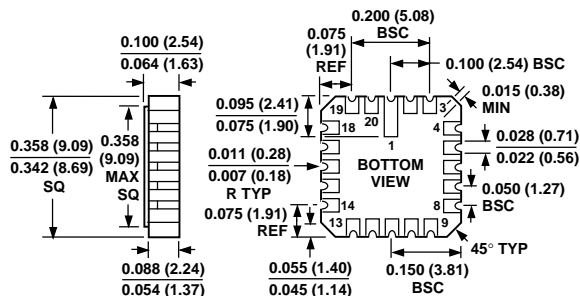 0.200 (5.08)
BSC
0.075
(1.91)
REF
0.100 (2.54)
0.064 (1.63)
0.100 (2.54) BSC
0.015 (0.38)
MIN
0.095 (2.41)
0.075 (1.90)
19
20
3
18
4
1
0.028 (0.71)
0.022 (0.56)
0.358 (9.09)
0.342 (8.69)
SQ
0.358
(9.09)
MAX
SQ
0.011 (0.28)
0.007 (0.18)
R TYP
BOTTOM
VIEW
0.050 (1.27)
BSC
0.075 (1.91)
REF
14
8
13
9
45° TYP
0.088 (2.24)
0.054 (1.37)
0.055 (1.40)
0.045 (1.14)
0.150 (3.81)
BSC